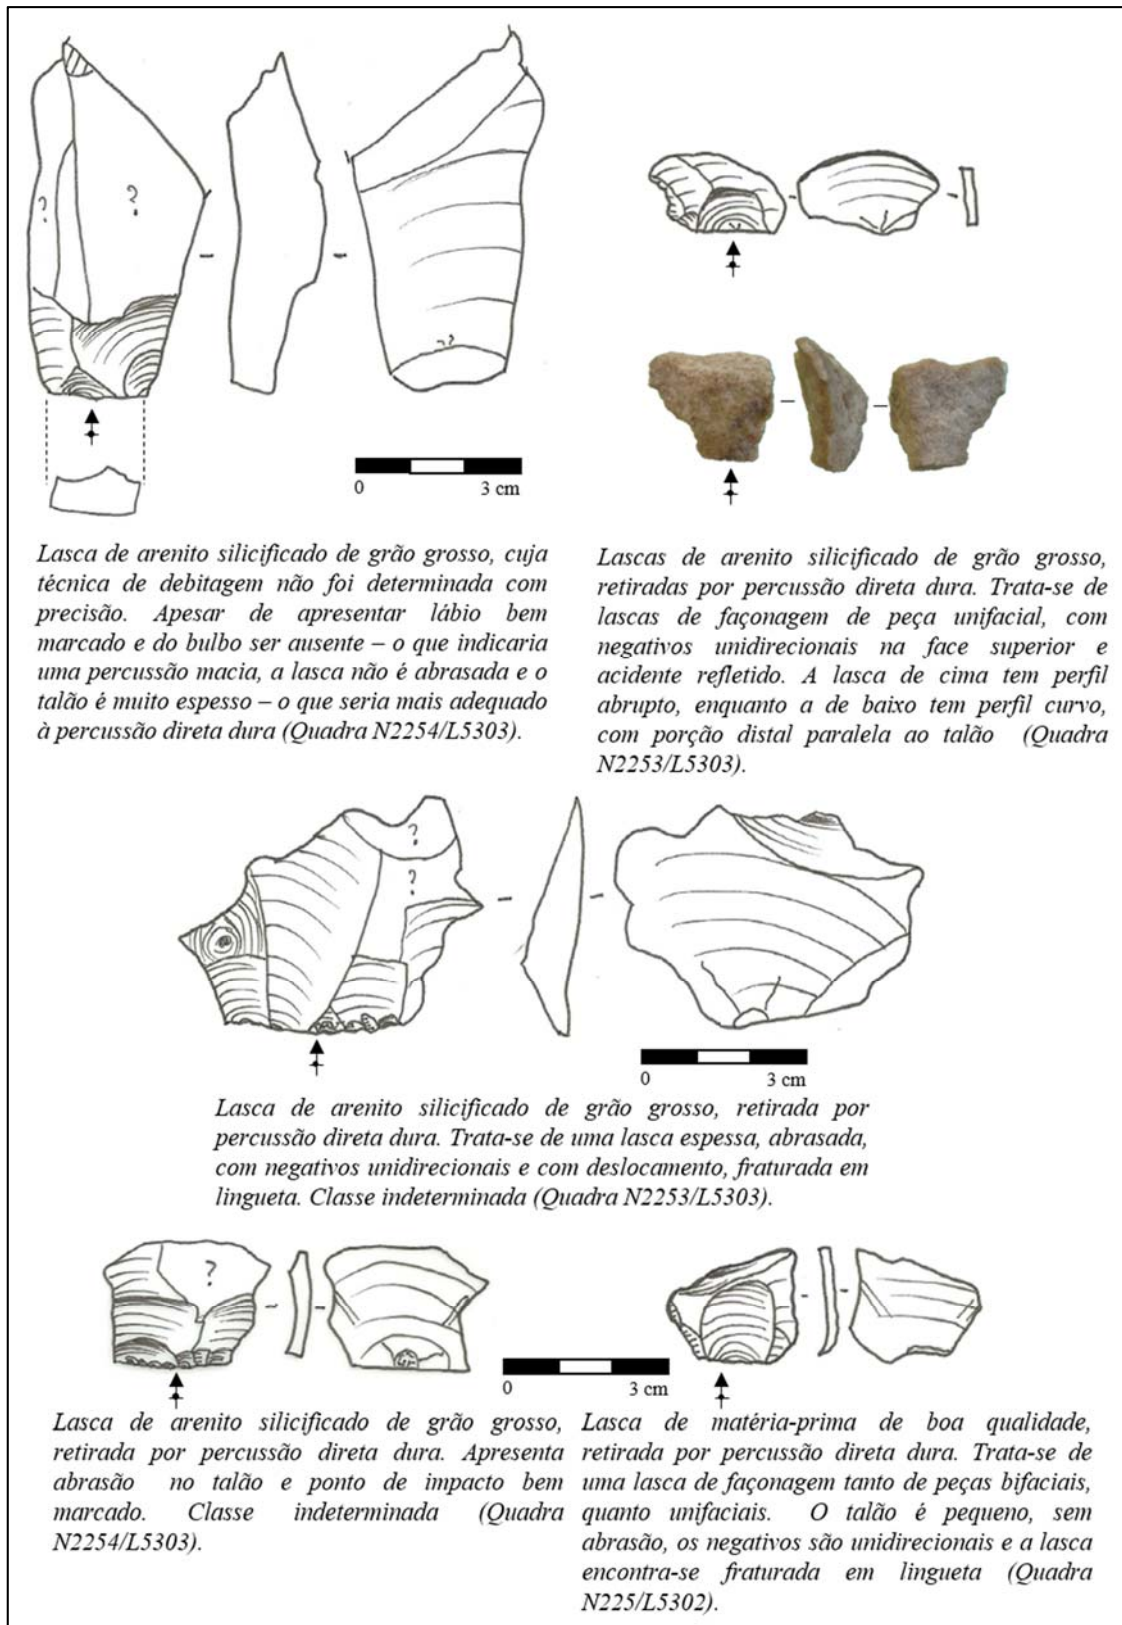 ?
?
??
0 3 cm
Lasca de arenito silicificado de grão grosso, cuja
técnica de debitagem não foi determinada com
precisão. Apesar de apresentar lábio bem
marcado e do bulbo ser ausente – o que indicaria
uma percussão macia, a lasca não é abrasada e o
talão é muito espesso – o que seria mais adequado
à percussão direta dura (Quadra N2254/L5303).
Lascas de arenito silicificado de grão grosso,
retiradas por percussão direta dura. Trata-se de
lascas de façonagem de peça unifacial, com
negativos unidirecionais na face superior e
acidente refletido. A lasca de cima tem perfil
abrupto, enquanto a de baixo tem perfil curvo,
com porção distal paralela ao talão (Quadra
N2253/L5303).
?
?
0 3 cm
Lasca de arenito silicificado de grão grosso, retirada por
percussão direta dura. Trata-se de uma lasca espessa, abrasada,
com negativos unidirecionais e com deslocamento, fraturada em
lingueta. Classe indeterminada (Quadra N2253/L5303).
?
0 3 cm
Lasca de arenito silicificado de grão grosso,
retirada por percussão direta dura. Apresenta
abrasão no talão e ponto de impacto bem
marcado. Classe indeterminada (Quadra
N2254/L5303).
Lasca de matéria-prima de boa qualidade,
retirada por percussão direta dura. Trata-se de
uma lasca de façonagem tanto de peças bifaciais,
quanto unifaciais. O talão é pequeno, sem
abrasão, os negativos são unidirecionais e a lasca
encontra-se fraturada em lingueta (Quadra
N225/L5302).